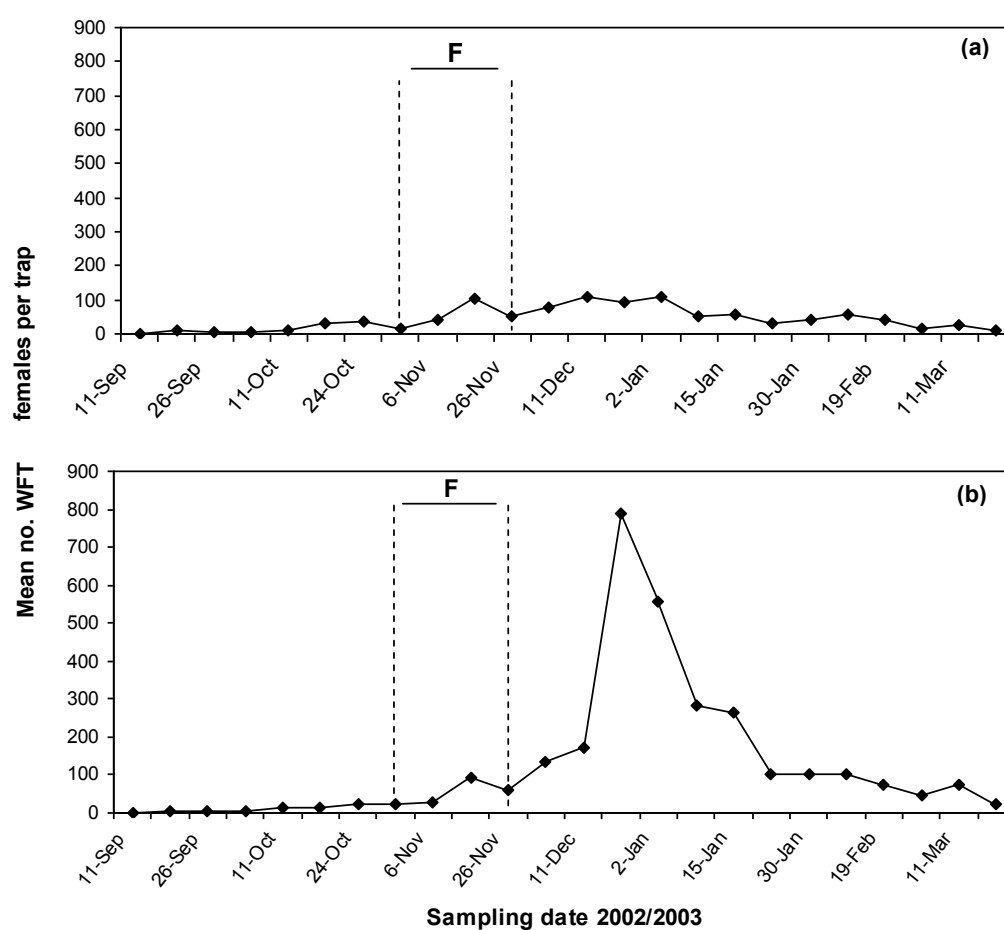 900
800
700
600
500
400
300
200
100
0
F
(a)
11-Sep
26-Sep
11-Oct
24-Oct
6-Nov
26-Nov
11-Dec
2-Jan
15-Jan
30-Jan
19-Feb
11-Mar
Mean no. WFT
females per trap
900
800
700
600
500
400
300
200
100
0
F
(b)
11-Sep
26-Sep
11-Oct
24-Oct
6-Nov
26-Nov
11-Dec
2-Jan
15-Jan
30-Jan
19-Feb
11-Mar
Sampling date 2002/2003